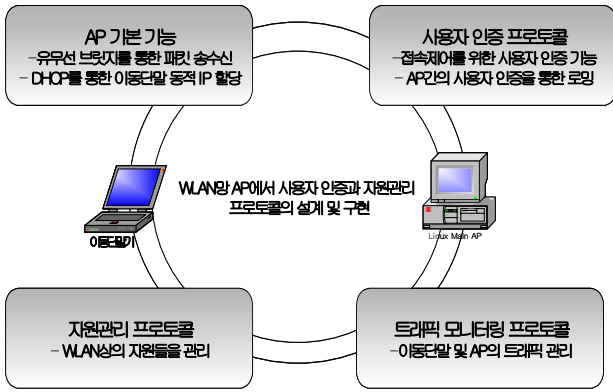 AP 기본 기능
-유무선 브릿지를 통한 패킷 송수신
- DHCP를 통한 이동단말 동적 IP 할당
사용자 인증 프로토콜
-접속제어를 위한 사용자 인증 기능
- AP간의 사용자 인증을 통한 로밍
WLAN망 AP에서 사용자 인증과 자원관리
프로토콜의 설계 및 구현
이동단말기
Linux Main AP
자원관리 프로토콜
- WLAN상의 자원들을 관리
트래픽 모니터링 프로토콜
-이동단말 및 AP의 트래픽 관리